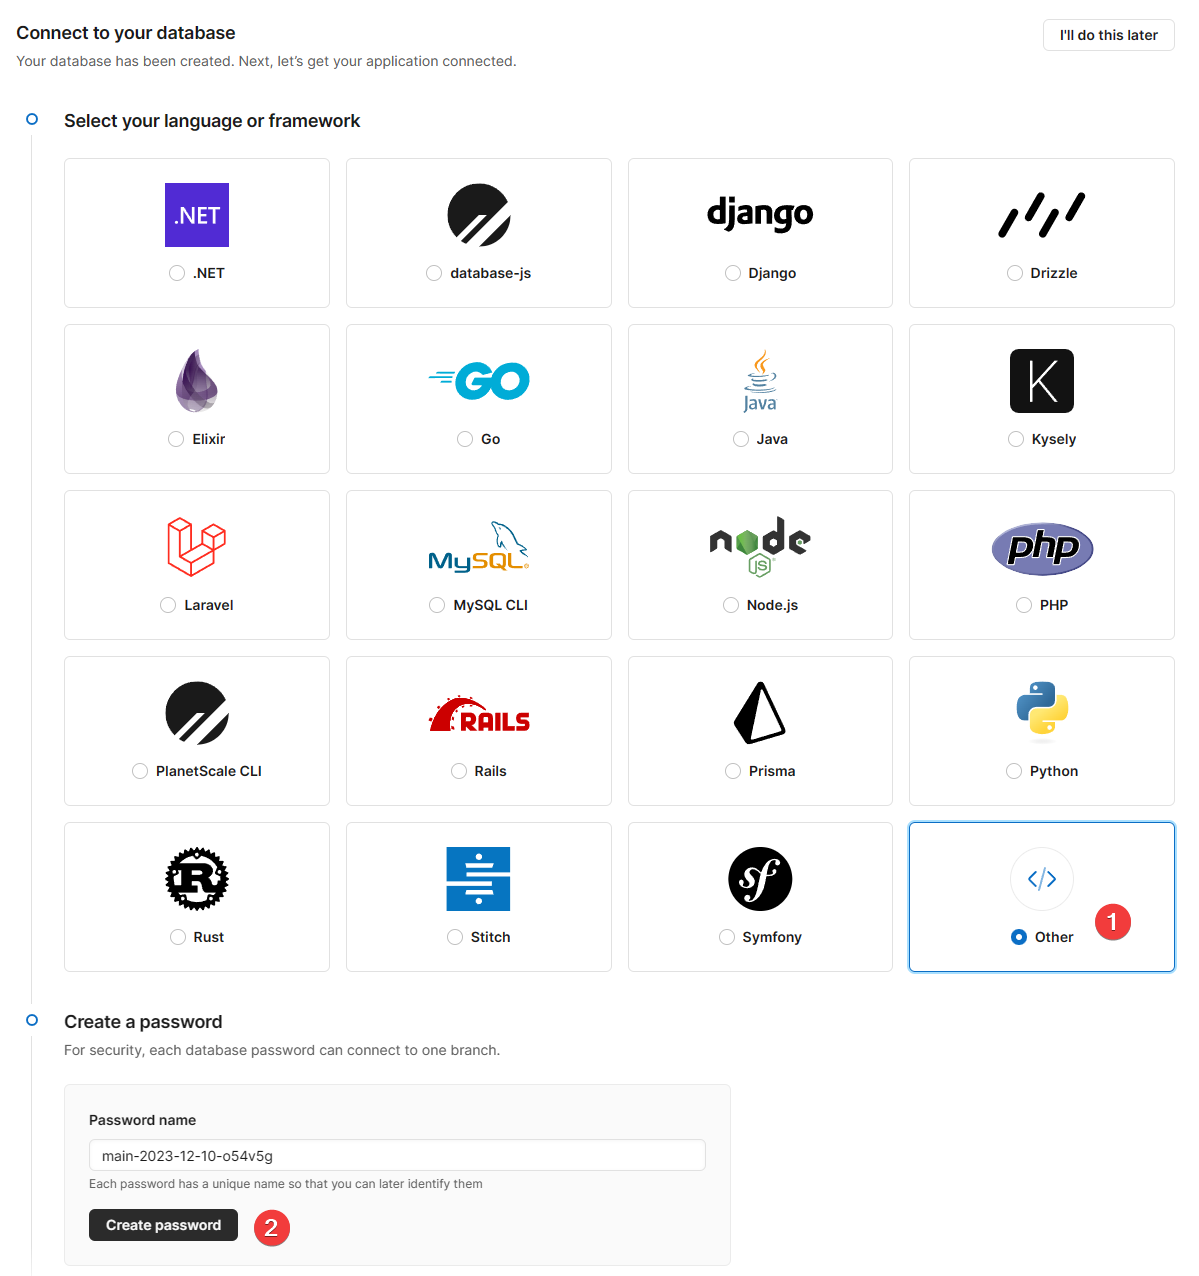 Connect to your database
I'll do this later
Your database has been created. Next, let’s get your application connected.
Select your language or framework
.NET
django
.NET
database-js
Django
Drizzle
GO
Java
K
Elixir
Go
Java
Kysely
MySQL
node
JS
php
Laravel
MySQL CLI
Node.js
PHP
RAILS
PlanetScale CLI
Rails
Prisma
Python
R
sf
</>
Rust
Stitch
Symfony
Other
1
Create a password
For security, each database password can connect to one branch.
Password name
main-2023-12-10-o54v5g
Each password has a unique name so that you can later identify them
Create password
2